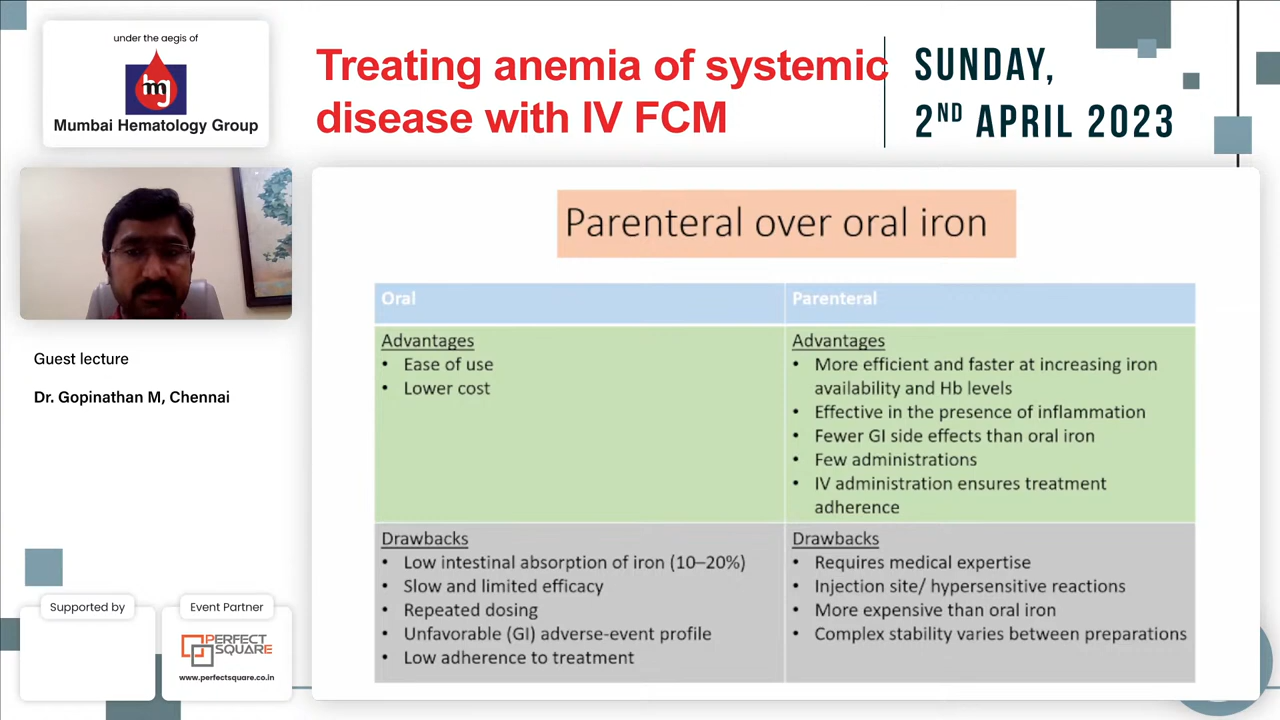 under the aegis of
hmj
Mumbai Hematology Group
Treating anemia of systemic
disease with IV FCM
SUNDAY,
2ND APRIL 2023
Guest lecture
Dr. Gopinathan M, Chennai
Parenteral over oral iron
Oral
Advantages
• Ease of use
• Lower cost
Drawbacks
• Low intestinal absorption of iron (10–20%)
• Slow and limited efficacy
• Repeated dosing
• Unfavorable (GI) adverse-event profile
• Low adherence to treatment
Parenteral
Advantages
• More efficient and faster at increasing iron
availability and Hb levels
• Effective in the presence of inflammation
• Fewer GI side effects than oral iron
• Few administrations
• IV administration ensures treatment
adherence
Drawbacks
• Requires medical expertise
• Injection site/ hypersensitive reactions
• More expensive than oral iron
• Complex stability varies between preparations
Supported by
Event Partner
PERFECT
SQUARE
www.perfectsquare.co.in